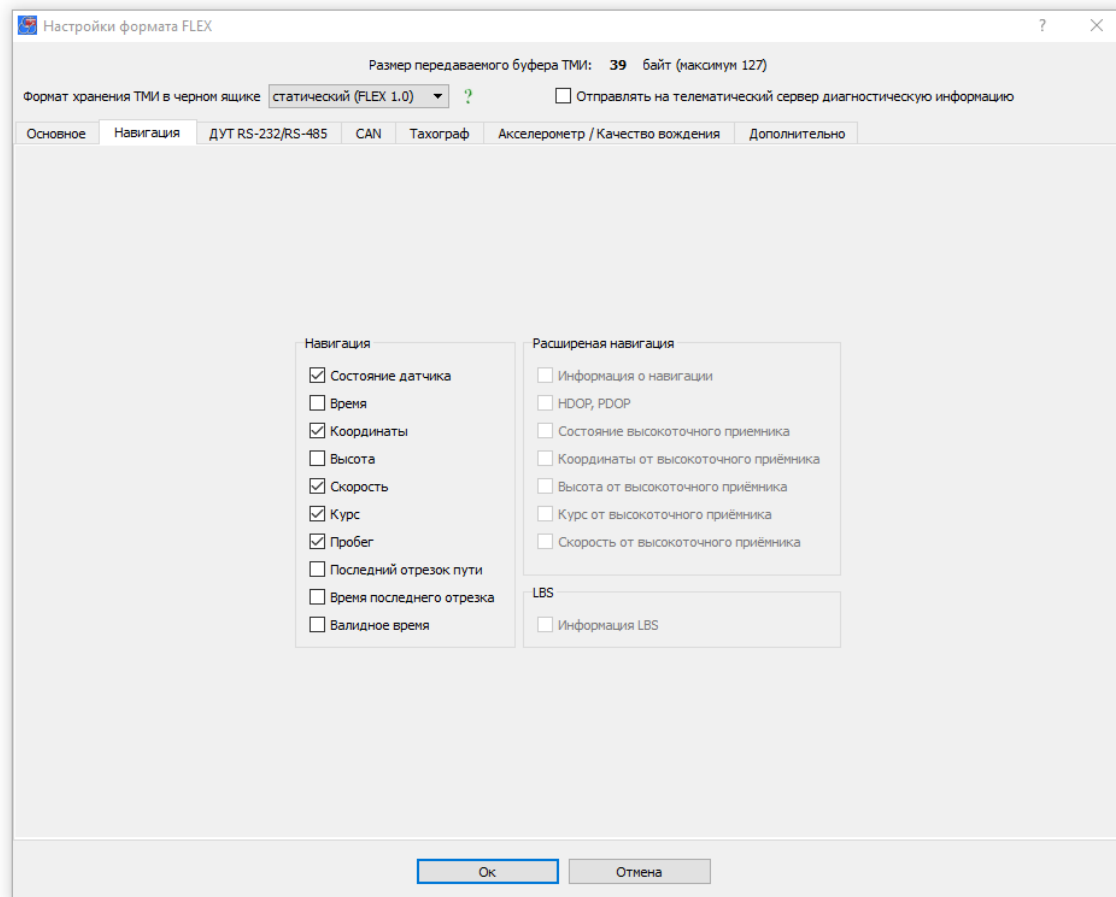 Настройки формата FLEX
?
Размер передаваемого буфера ТМИ: 39 байт (максимум 127)
Формат хранения ТМИ в черном ящике статический (FLEX 1.0) ? Отправлять на телематический сервер диагностическую информацию
Основное Навигация ДУТ RS-232/RS-485 CAN Тахограф Акселерометр / Качество вождения Дополнительно
Навигация
Состояние датчика
Время
Координаты
Высота
Скорость
Курс
Пробег
Последний отрезок пути
Время последнего отрезка
Валидное время
Расширеная навигация
Информация о навигации
HDOP, PDOP
Состояние высокоточного приемника
Координаты от высокоточного приёмника
Высота от высокоточного приёмника
Курс от высокоточного приёмника
Скорость от высокоточного приёмника
LBS
Информация LBS
Ок Отмена